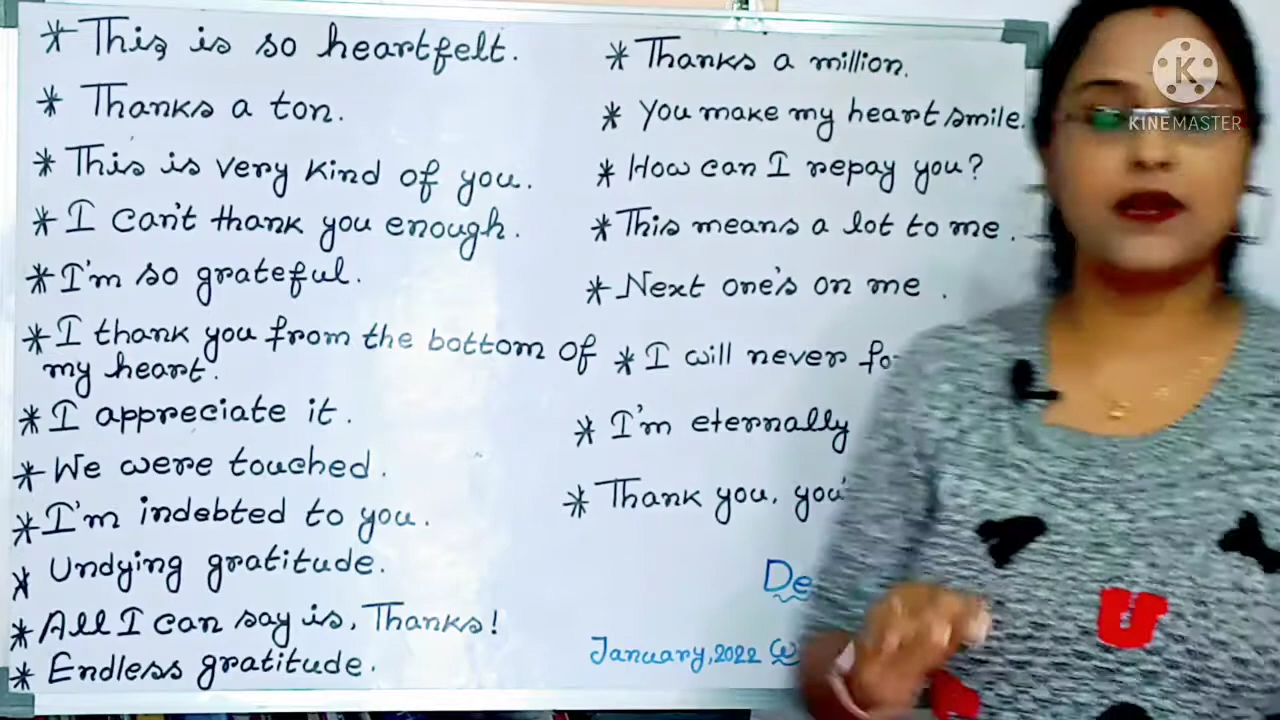 * This is so heartfelt.
* Thanks a ton.
* This is very kind of you.
* I can't thank you enough.
* I'm so grateful.
* I thank you from the bottom of
my heart.
* I appreciate it.
* We were touched.
* I'm indebted to you.
* Undying gratitude.
* All I can say is, Thanks!
* Endless gratitude.
* Thanks a million.
* You make my heart smile.
* How can I repay you?
* This means a lot to me.
* Next one's on me.
* I will never
* I'm eternally
* Thank you,
January, 2022
K
KINEMASTER
U